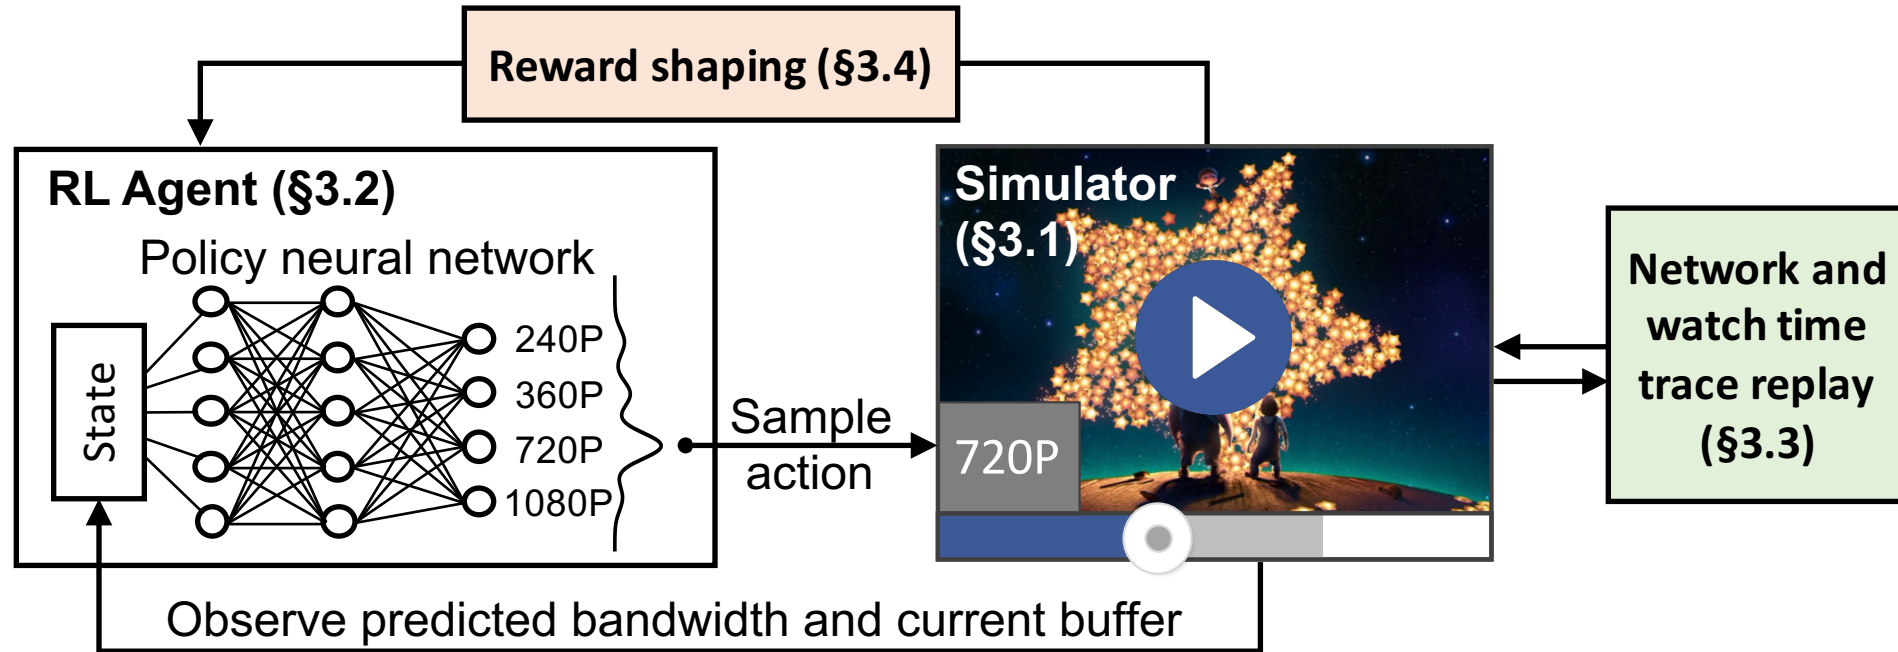 Reward shaping (§3.4)
RL Agent (§3.2)
Policy neural network
State
240P
360P
720P
1080P
Sample
action
Simulator
(§3.1)
720P
Network and
watch time
trace replay
(§3.3)
Observe predicted bandwidth and current buffer